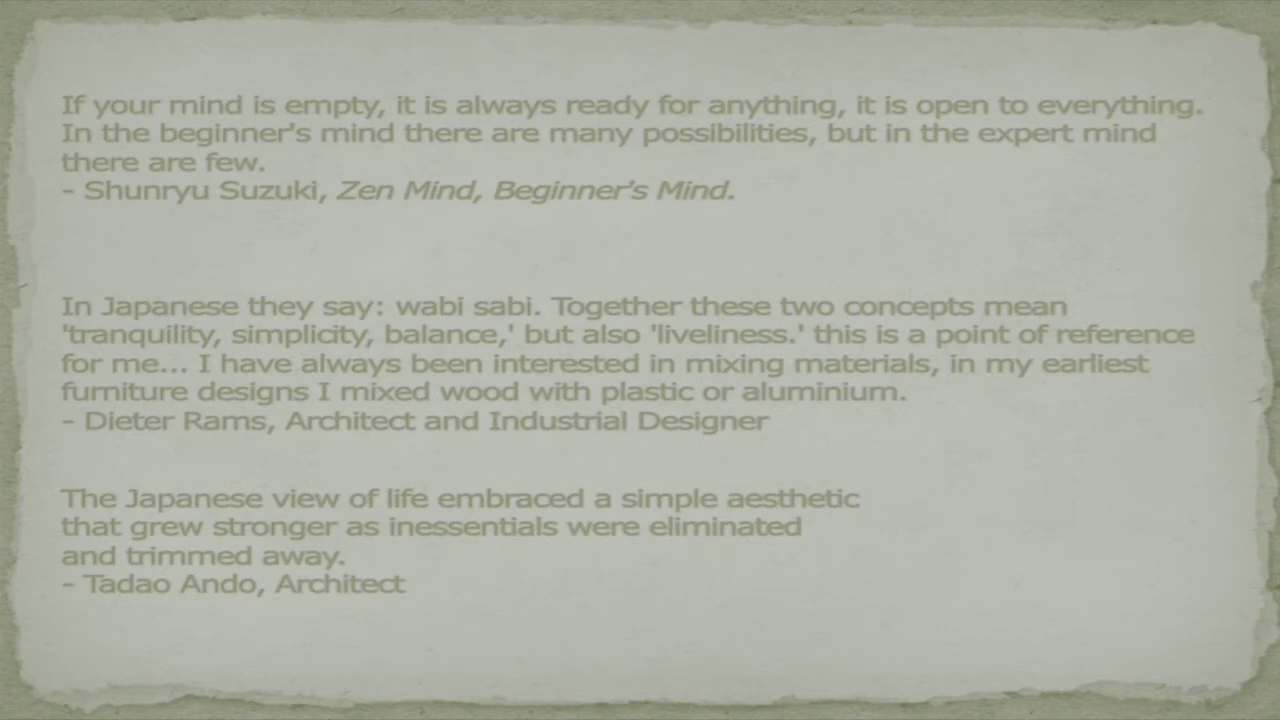 If your mind is empty, it is always ready for anything, it is open to everything.
In the beginner's mind there are many possibilities, but in the expert mind
there are few.
- Shunryu Suzuki, Zen Mind, Beginner's Mind.
In Japanese they say: wabi sabi. Together these two concepts mean
'tranquility, simplicity, balance,' but also 'liveliness.' this is a point of reference
for me... I have always been interested in mixing materials, in my earliest
furniture designs I mixed wood with plastic or aluminium.
- Dieter Rams, Architect and Industrial Designer
The Japanese view of life embraced a simple aesthetic
that grew stronger as inessentials were eliminated
and trimmed away.
- Tadao Ando, Architect